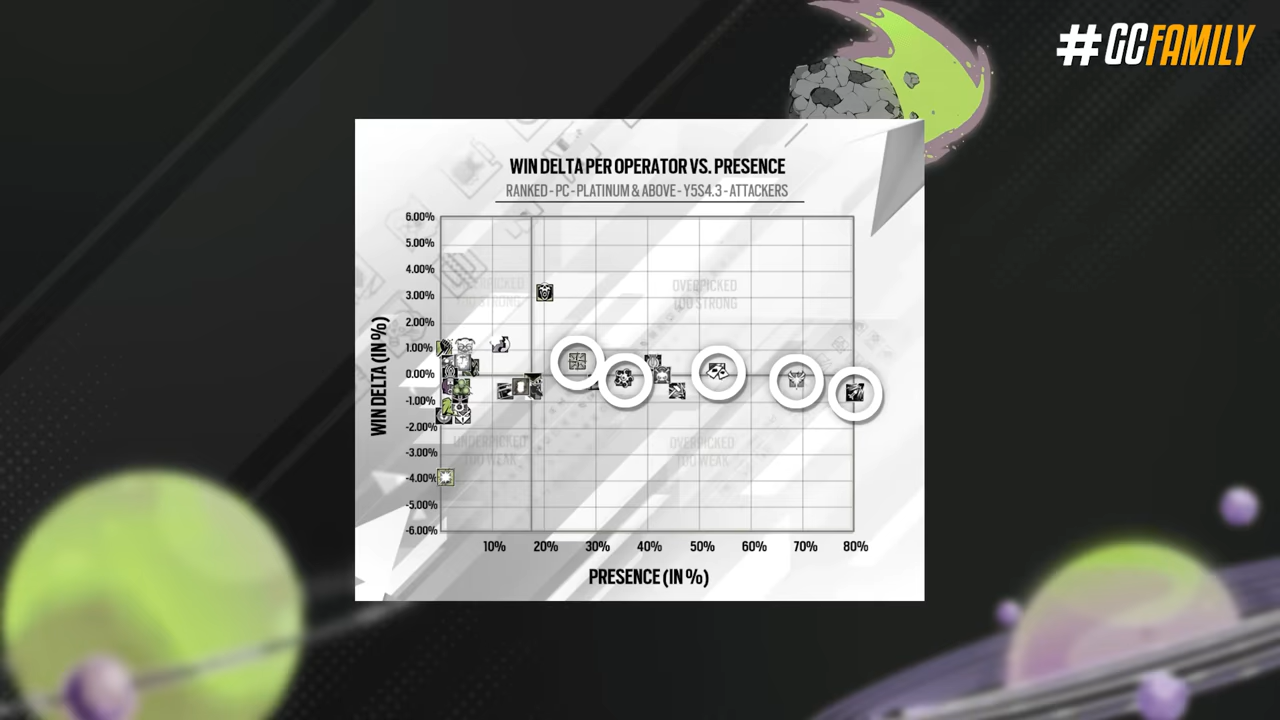 #GCFAMILY
WIN DELTA PER OPERATOR VS. PRESENCE
RANKED - PC - PLATINUM & ABOVE - Y5S4.3 - ATTACKERS
6.00%
5.00%
4.00%
3.00%
2.00%
1.00%
0.00%
-1.00%
-2.00%
-3.00%
-4.00%
-5.00%
-6.00%
WIN DELTA (IN %)
OVERPICKED
TOO STRONG
UNDERPICKED
TOO WEAK
OVERPICKED
TOO WEAK
10% 20% 30% 40% 50% 60% 70% 80%
PRESENCE (IN %)